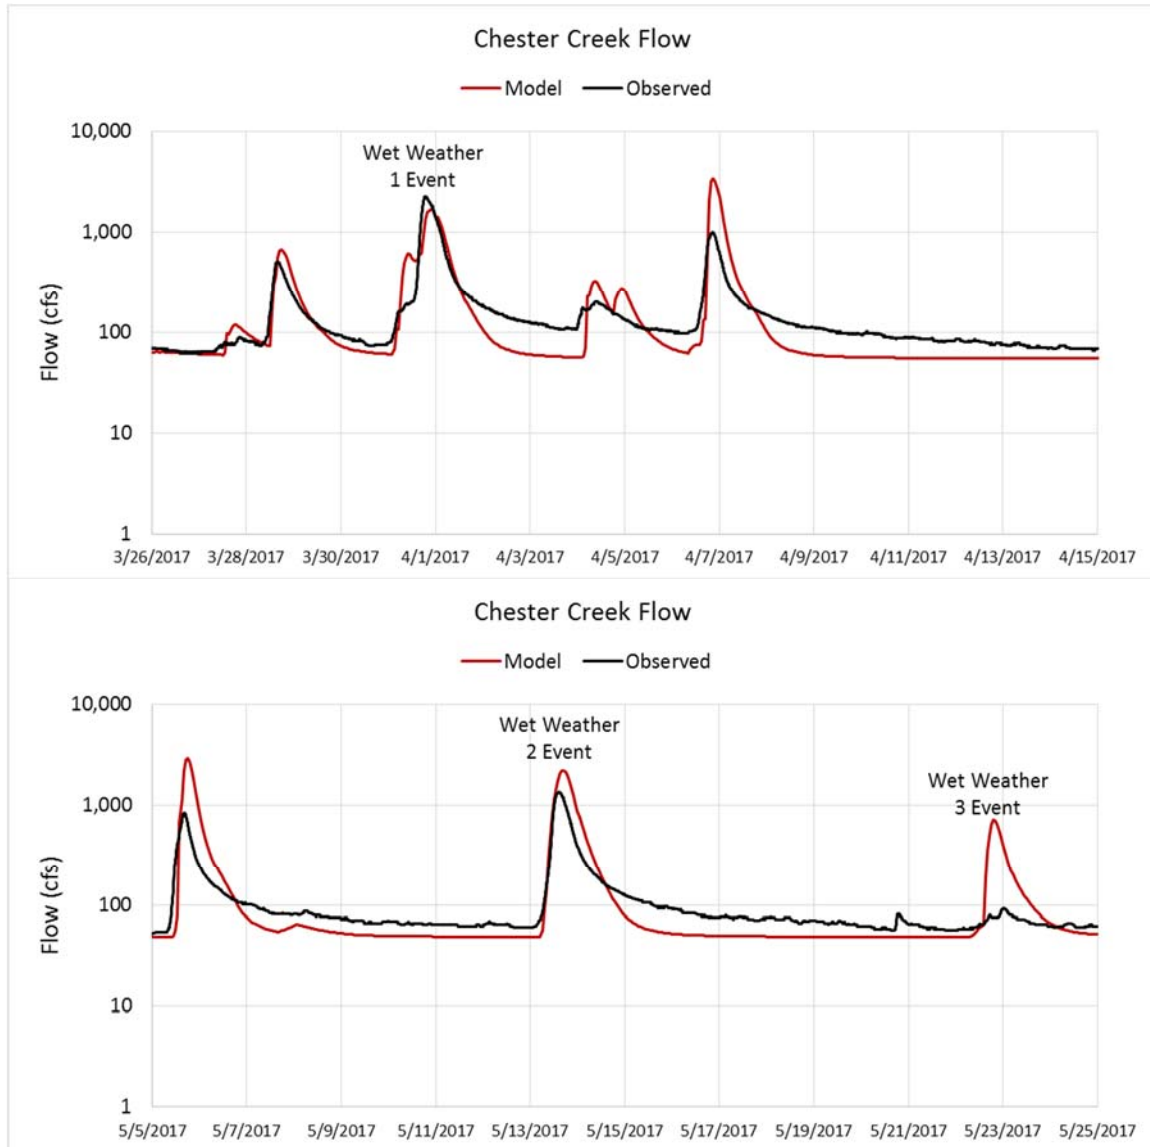 Chester Creek Flow
Model Observed
10,000
1,000
100
10
1
Flow (cfs)
Wet Weather
1 Event
3/26/2017 3/28/2017 3/30/2017 4/1/2017 4/3/2017 4/5/2017 4/7/2017 4/9/2017 4/11/2017 4/13/2017 4/15/2017
Chester Creek Flow
Model Observed
10,000
1,000
100
10
1
Flow (cfs)
Wet Weather
2 Event
Wet Weather
3 Event
5/5/2017 5/7/2017 5/9/2017 5/11/2017 5/13/2017 5/15/2017 5/17/2017 5/19/2017 5/21/2017 5/23/2017 5/25/2017